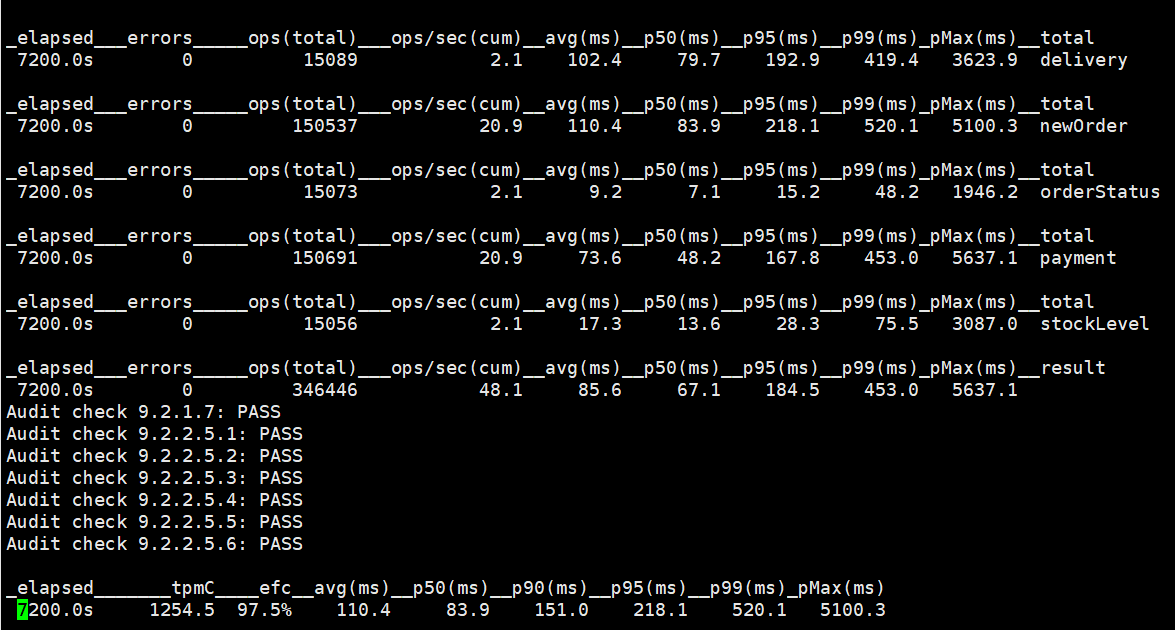 _elapsed___errors_____ops(total)___ops/sec(cum)__avg(ms)__p50(ms)__p95(ms)__p99(ms)_pMax(ms)__total
7200.0s        0          15089            2.1    102.4     79.7    192.9    419.4   3623.9  delivery
_elapsed___errors_____ops(total)___ops/sec(cum)__avg(ms)__p50(ms)__p95(ms)__p99(ms)_pMax(ms)__total
7200.0s        0         150537           20.9    110.4     83.9    218.1    520.1   5100.3  newOrder
_elapsed___errors_____ops(total)___ops/sec(cum)__avg(ms)__p50(ms)__p95(ms)__p99(ms)_pMax(ms)__total
7200.0s        0          15073            2.1      9.2      7.1     15.2     48.2   1946.2  orderStatus
_elapsed___errors_____ops(total)___ops/sec(cum)__avg(ms)__p50(ms)__p95(ms)__p99(ms)_pMax(ms)__total
7200.0s        0         150691           20.9     73.6     48.2    167.8    453.0   5637.1  payment
_elapsed___errors_____ops(total)___ops/sec(cum)__avg(ms)__p50(ms)__p95(ms)__p99(ms)_pMax(ms)__total
7200.0s        0          15056            2.1     17.3     13.6     28.3     75.5   3087.0  stockLevel
_elapsed___errors_____ops(total)___ops/sec(cum)__avg(ms)__p50(ms)__p95(ms)__p99(ms)_pMax(ms)__result
7200.0s        0         346446           48.1     85.6     67.1    184.5    453.0   5637.1
Audit check 9.2.1.7: PASS
Audit check 9.2.2.5.1: PASS
Audit check 9.2.2.5.2: PASS
Audit check 9.2.2.5.3: PASS
Audit check 9.2.2.5.4: PASS
Audit check 9.2.2.5.5: PASS
Audit check 9.2.2.5.6: PASS
_elapsed_______tpmC____efc__avg(ms)__p50(ms)__p90(ms)__p95(ms)__p99(ms)_pMax(ms)
7200.0s     1254.5  97.5%    110.4     83.9    151.0    218.1    520.1   5100.3